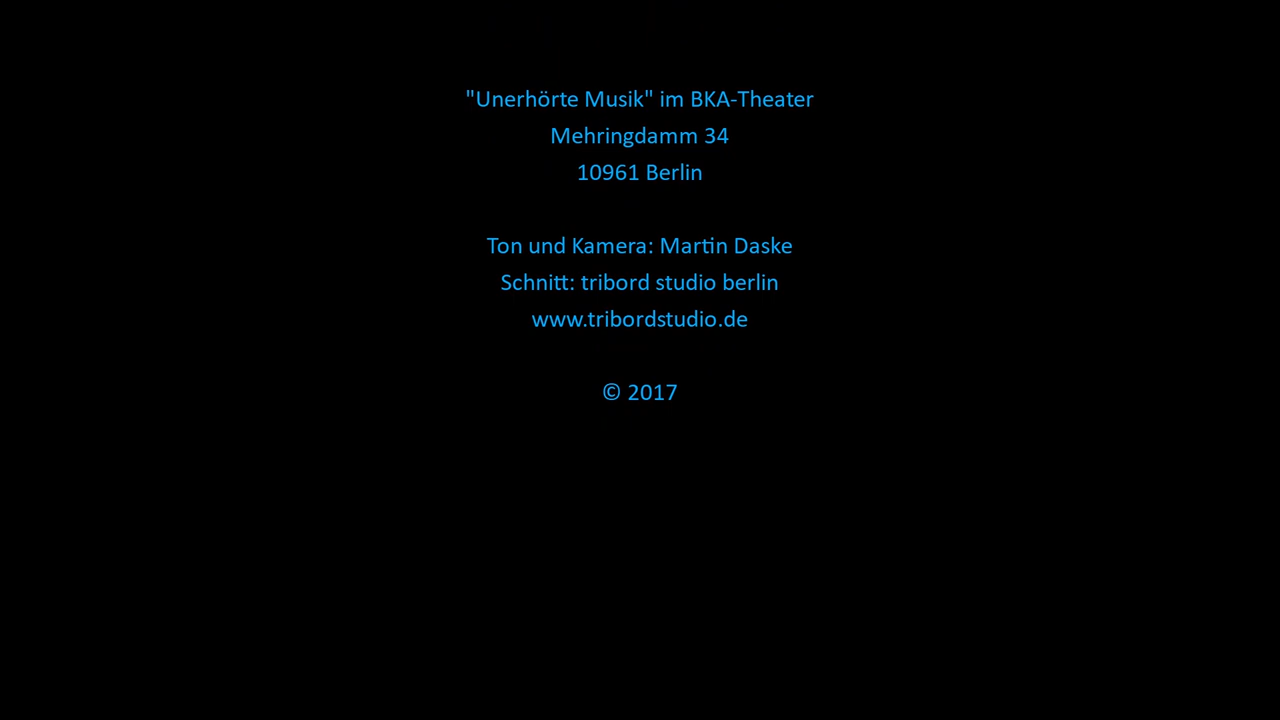 "Unerhörte Musik" im BKA-Theater
Mehringdamm 34
10961 Berlin
Ton und Kamera: Martin Daske
Schnitt: tribord studio berlin
www.tribordstudio.de
© 2017